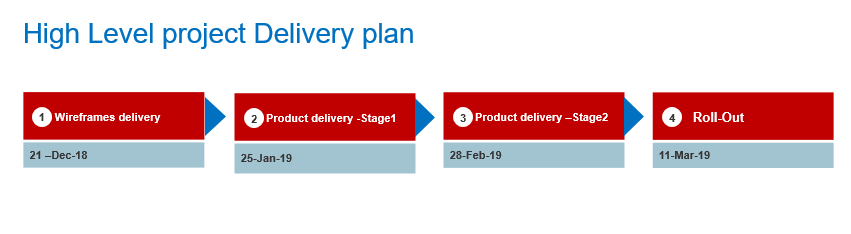 High Level project Delivery plan
1 Wireframes delivery
21 –Dec-18
2 Product delivery -Stage1
25-Jan-19
3 Product delivery –Stage2
28-Feb-19
4 Roll-Out
11-Mar-19